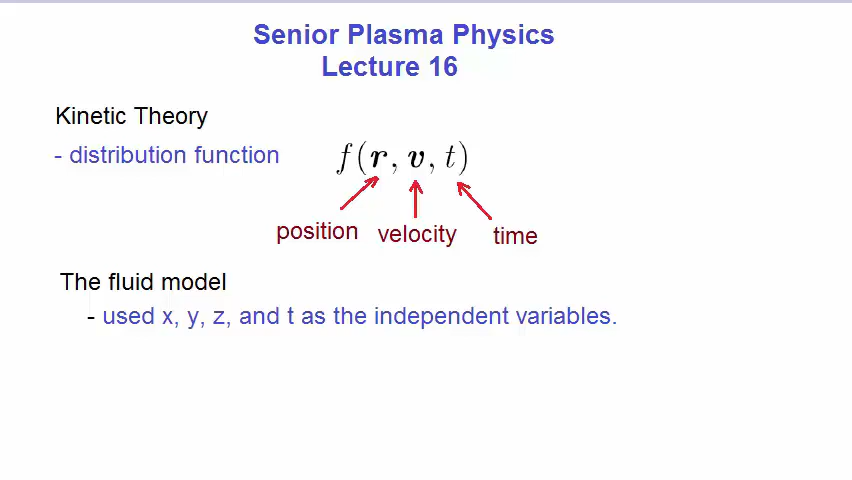 Senior Plasma Physics
Lecture 16
Kinetic Theory
- distribution function f(r, v, t)
position velocity time
The fluid model
- used x, y, z, and t as the independent variables.